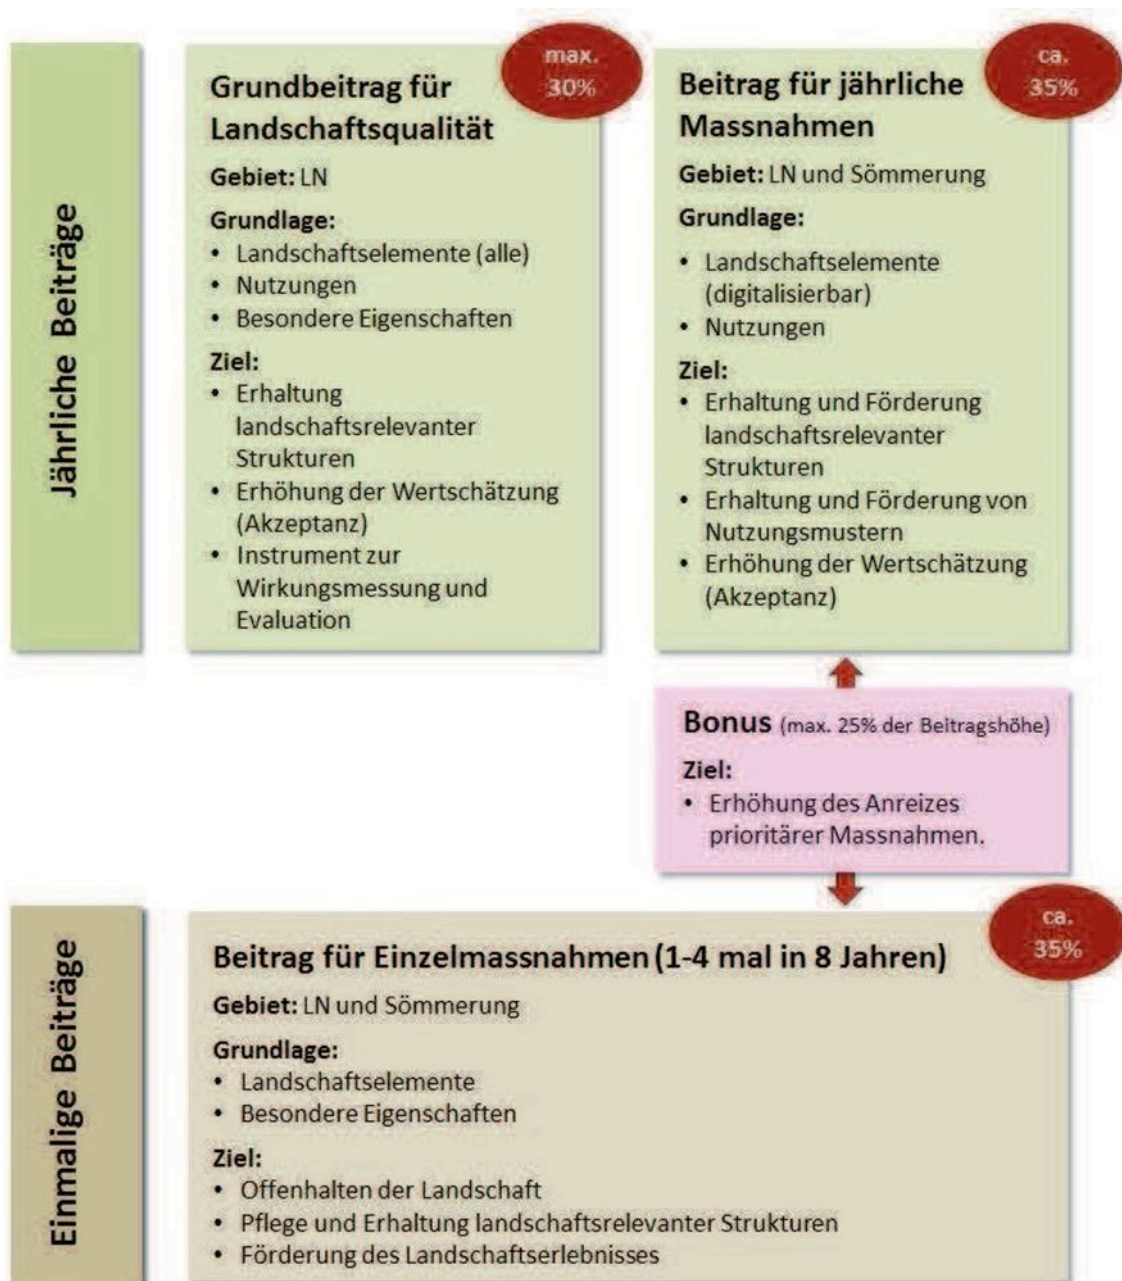 Jährliche Beiträge
max.
30%
Grundbeitrag für
Landschaftsqualität
Gebiet: LN
Grundlage:
• Landschaftselemente (alle)
• Nutzungen
• Besondere Eigenschaften
Ziel:
• Erhaltung
landschaftsrelevanter
Strukturen
• Erhöhung der Wertschätzung
(Akzeptanz)
• Instrument zur
Wirkungsmessung und
Evaluation
ca.
35%
Beitrag für jährliche
Massnahmen
Gebiet: LN und Sömmerung
Grundlage:
• Landschaftselemente
(digitalisierbar)
• Nutzungen
Ziel:
• Erhaltung und Förderung
landschaftsrelevanter
Strukturen
• Erhaltung und Förderung von
Nutzungsmustern
• Erhöhung der Wertschätzung
(Akzeptanz)
Bonus (max. 25% der Beitragshöhe)
Ziel:
• Erhöhung des Anreizes
prioritärer Massnahmen.
Einmalige Beiträge
ca.
35%
Beitrag für Einzelmassnahmen (1-4 mal in 8 Jahren)
Gebiet: LN und Sömmerung
Grundlage:
• Landschaftselemente
• Besondere Eigenschaften
Ziel:
• Offenhalten der Landschaft
• Pflege und Erhaltung landschaftsrelevanter Strukturen
• Förderung des Landschaftserlebnisses